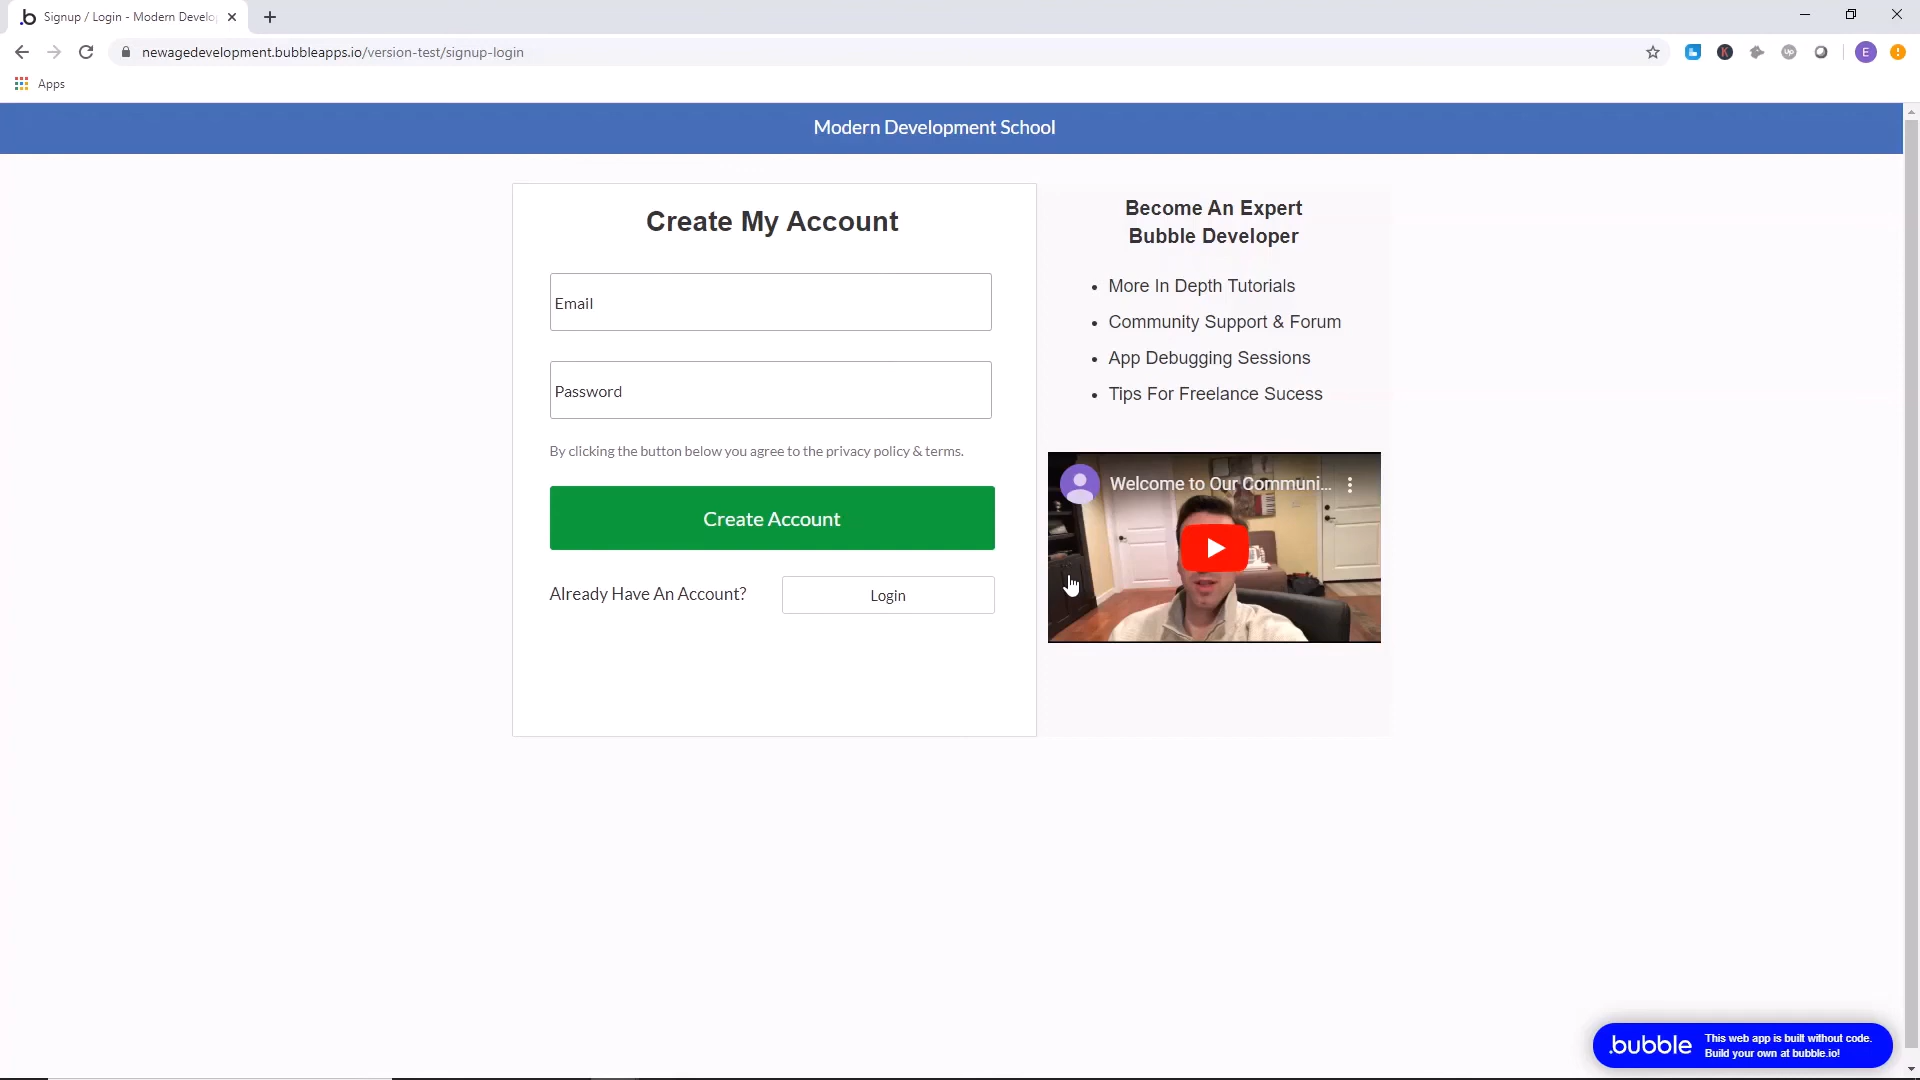 .b Signup / Login - Modern Develo
newagedevelopment.bubbleapps.io/version-test/signup-login
K
Up
E
Apps
Modern Development School
Create My Account
Email
Password
By clicking the button below you agree to the privacy policy & terms.
Create Account
Already Have An Account?
Login
Become An Expert
Bubble Developer
• More In Depth Tutorials
• Community Support & Forum
• App Debugging Sessions
• Tips For Freelance Sucess
Welcome to Our Communi...
.bubble
This web app is built without code.
Build your own at bubble.io!